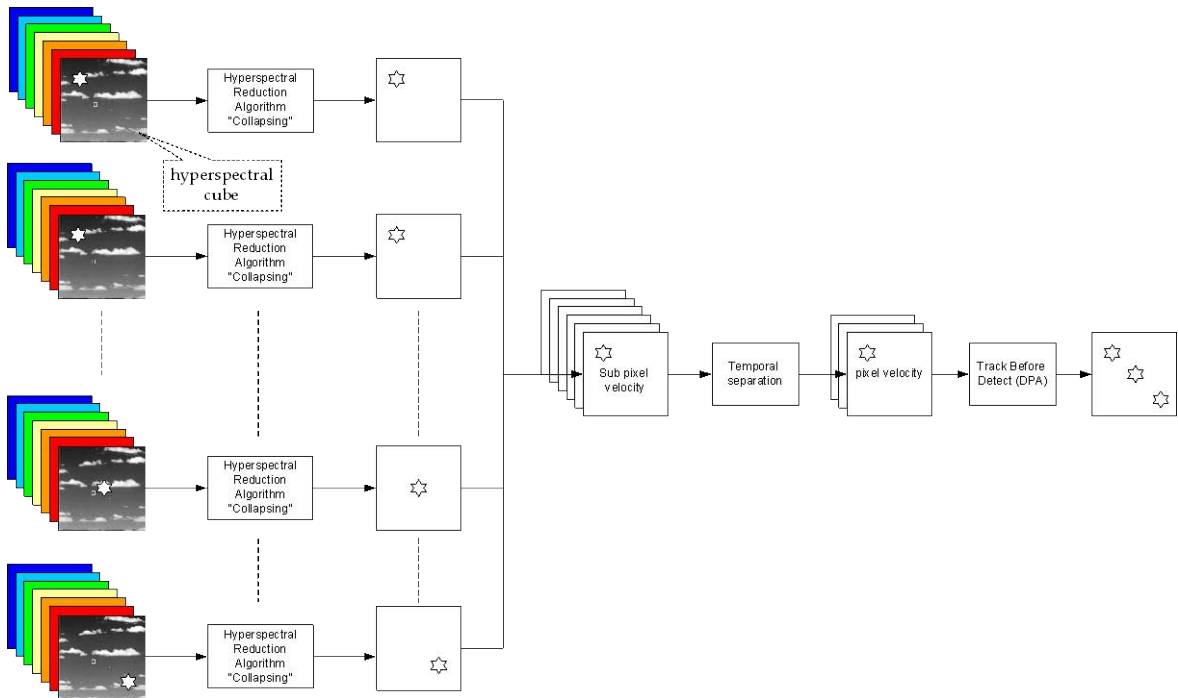 Hyperspectral
Reduction
Algorithm
"Collapsing"
hyperspectral
cube
Hyperspectral
Reduction
Algorithm
"Collapsing"
Sub pixel
velocity
Temporal
separation
pixel velocity
Track Before
Detect (DPA)
Hyperspectral
Reduction
Algorithm
"Collapsing"
Hyperspectral
Reduction
Algorithm
"Collapsing"